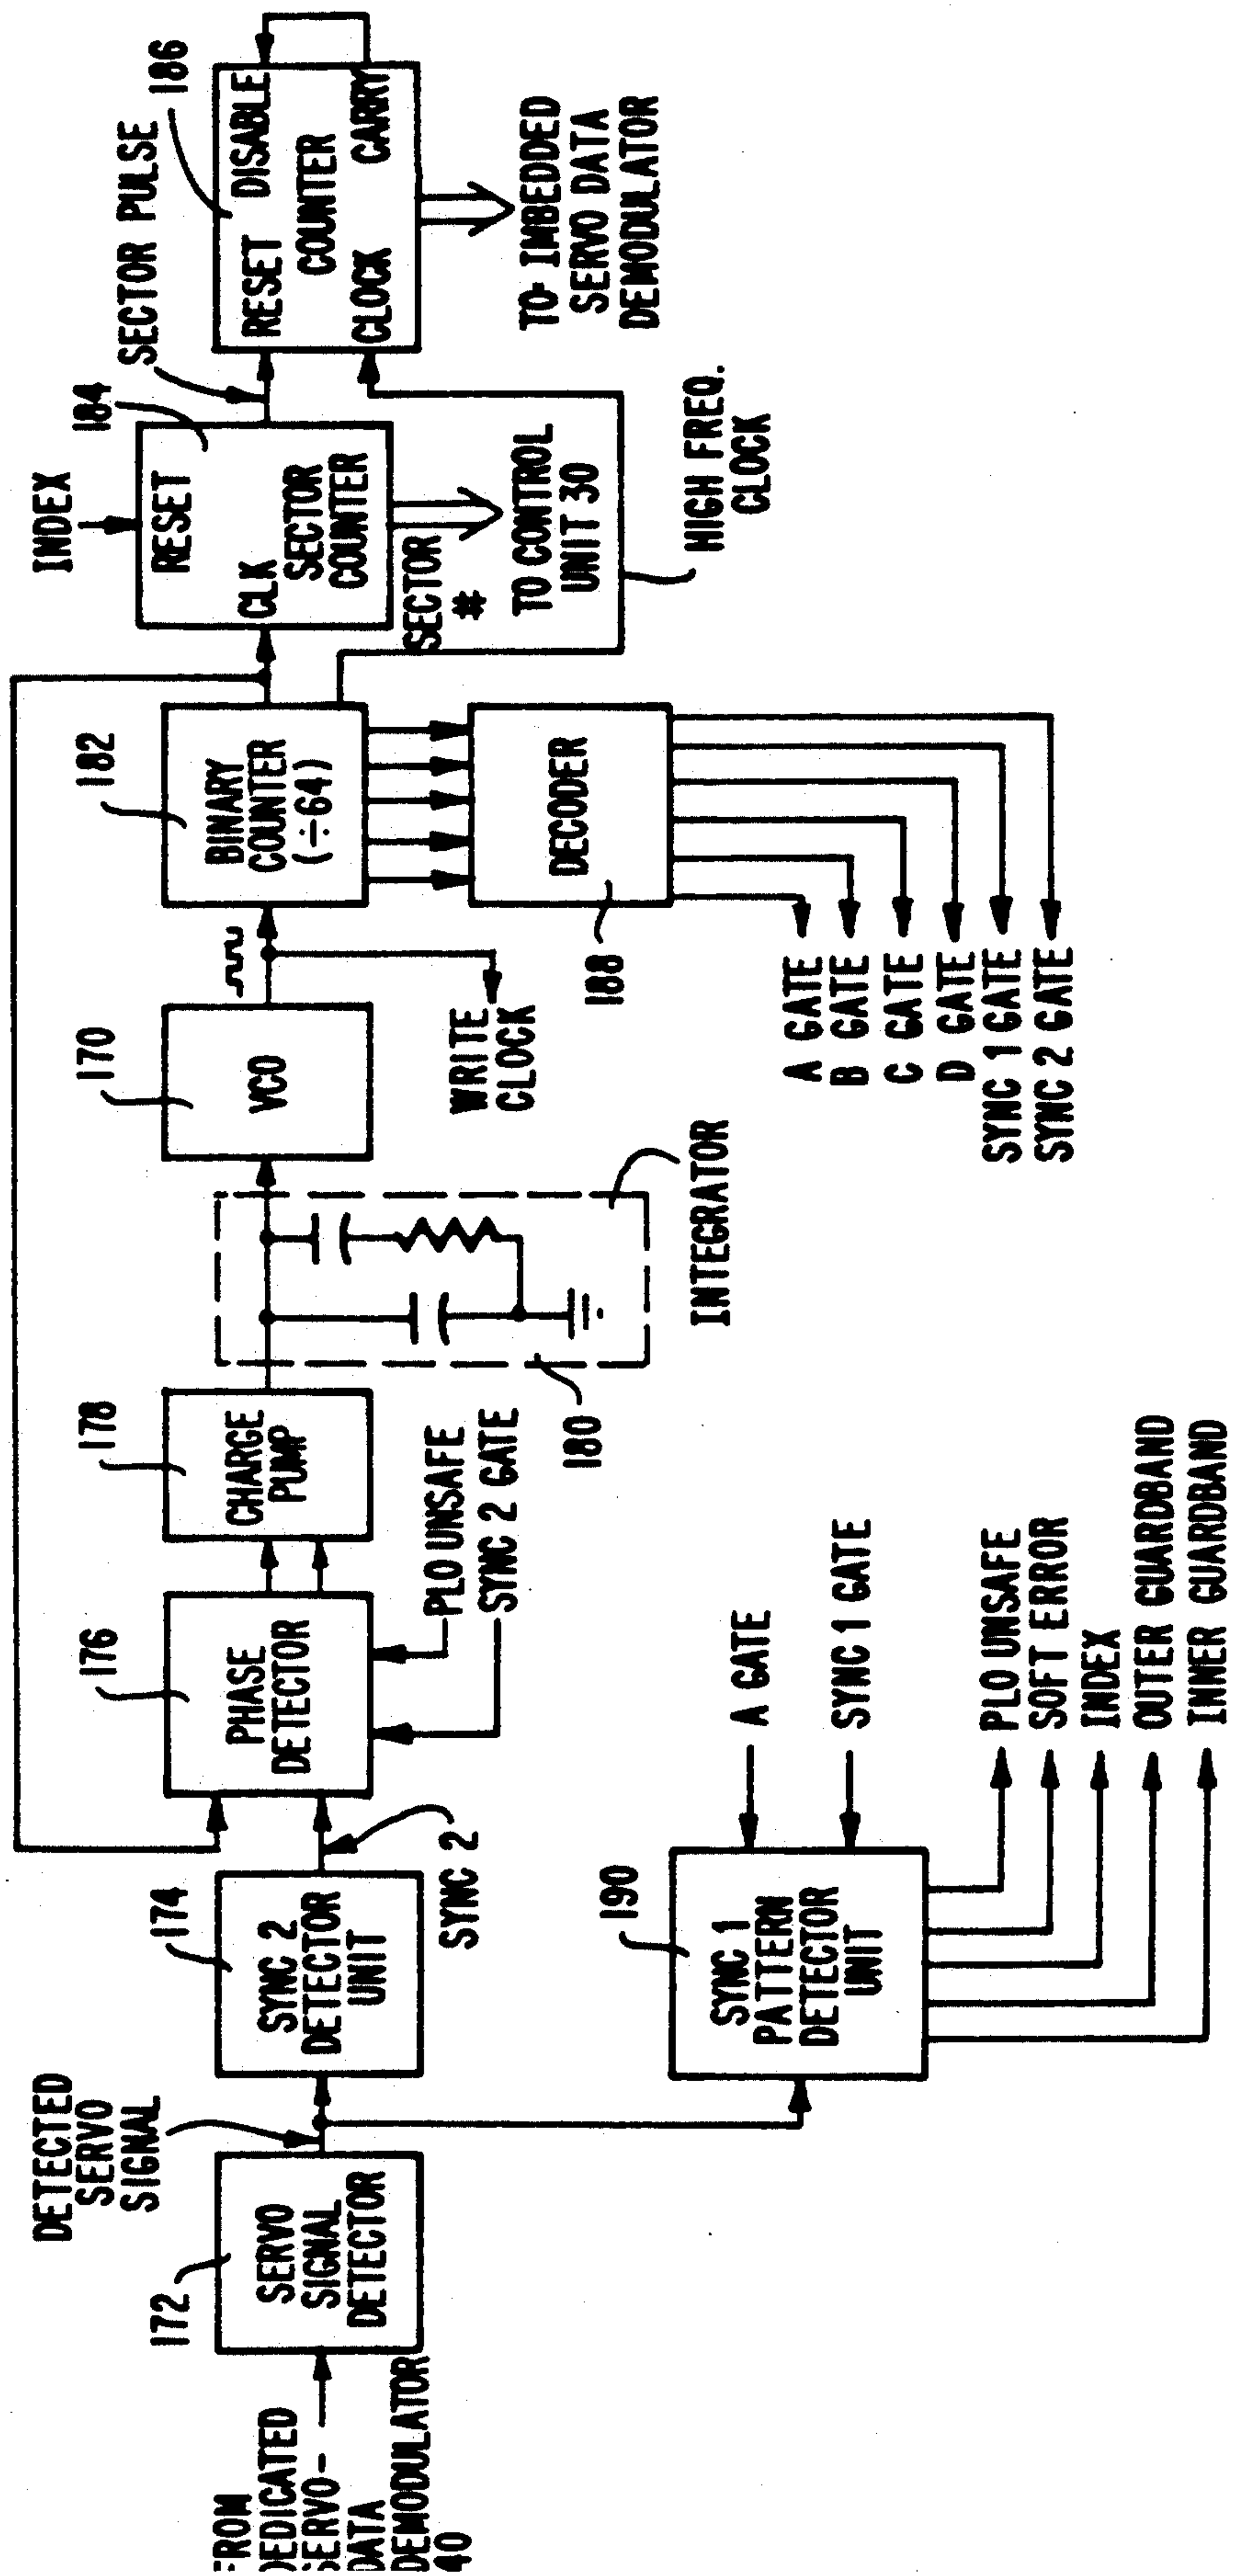 FROM
DEDICATED
SERVO-
DATA
DEMODULATOR
40
172
SERVO
SIGNAL
DETECTOR
DETECTED
SERVO
SIGNAL
174
SYNC 2
DETECTOR
UNIT
SYNC 2
176
PHASE
DETECTOR
PLO UNSAFE
SYNC 2 GATE
178
CHARGE
PUMP
180
INTEGRATOR
170
VCO
WRITE
CLOCK
182
BINARY
COUNTER
(÷64)
INDEX
184
RESET
CLK
SECTOR
COUNTER
SECTOR
#
TO CONTROL
UNIT 30
SECTOR PULSE
186
RESET DISABLE
COUNTER
CLOCK CARRY
TO IMBEDDED
SERVO DATA
DEMODULATOR
HIGH FREQ.
CLOCK
DECODER
188
A GATE
B GATE
C GATE
D GATE
SYNC 1 GATE
SYNC 2 GATE
190
SYNC 1
PATTERN
DETECTOR
UNIT
A GATE
SYNC 1 GATE
PLO UNSAFE
SOFT ERROR
INDEX
OUTER GUARDBAND
INNER GUARDBAND